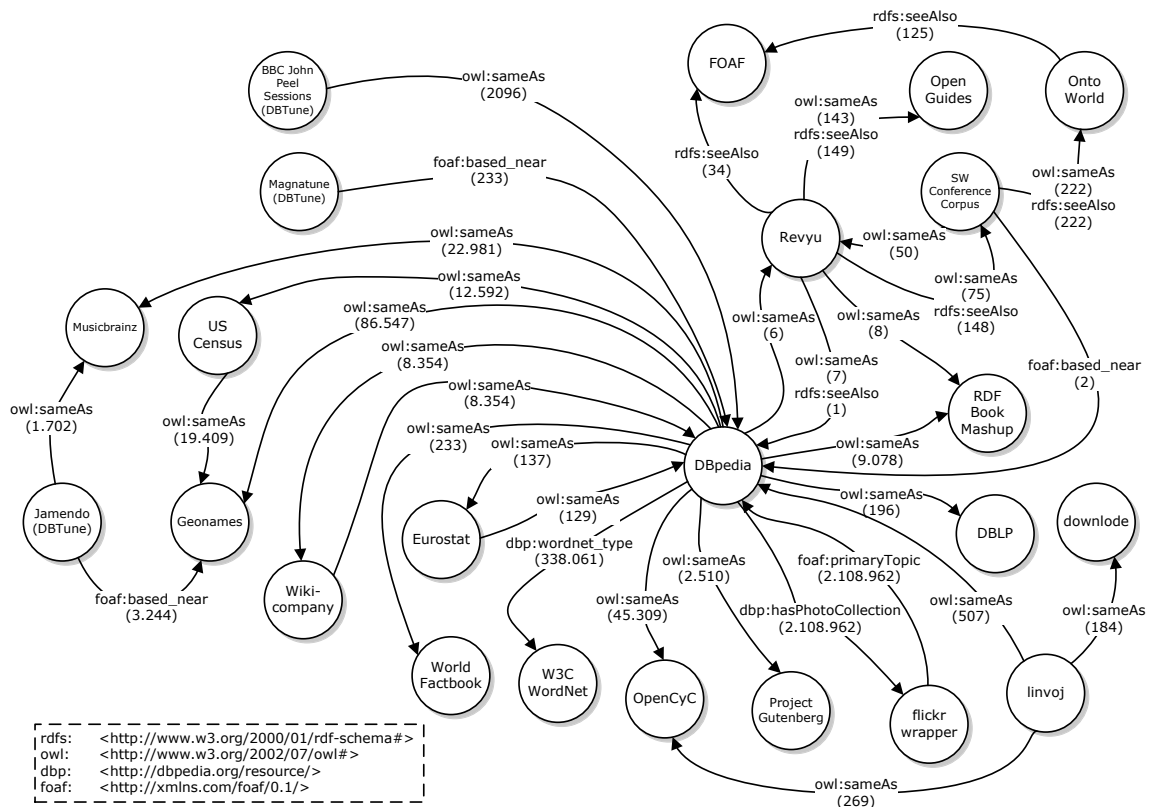 rdfs:seeAlso
(125)
FOAF
BBC John
Peel
Sessions
(DBTune)
owl:sameAs
(2096)
Open
Guides
Onto
World
owl:sameAs
(143)
rdfs:seeAlso
(149)
rdfs:seeAlso
(34)
Magnatune
(DBTune)
foaf:based_near
(233)
SW
Conference
Corpus
owl:sameAs
(222)
rdfs:seeAlso
(222)
Revyu
owl:sameAs
(50)
owl:sameAs
(22.981)
owl:sameAs
(12.592)
owl:sameAs
(75)
rdfs:seeAlso
(148)
Musicbrainz
US
Census
owl:sameAs
(86.547)
owl:sameAs
(8.354)
owl:sameAs
(8.354)
owl:sameAs
(6)
owl:sameAs
(8)
owl:sameAs
(7)
rdfs:seeAlso
(1)
foaf:based_near
(2)
RDF
Book
Mashup
owl:sameAs
(1.702)
owl:sameAs
(19.409)
owl:sameAs
(233)
owl:sameAs
(137)
DBpedia
owl:sameAs
(9.078)
Jamendo
(DBTune)
Geonames
Eurostat
owl:sameAs
(129)
owl:sameAs
(196)
DBLP
downlode
dbp:wordnet_type
(338.061)
owl:sameAs
(2.510)
foaf:primaryTopic
(2.108.962)
foaf:based_near
(3.244)
Wiki-
company
owl:sameAs
(45.309)
dbp:hasPhotoCollection
(2.108.962)
owl:sameAs
(507)
owl:sameAs
(184)
World
Factbook
W3C
WordNet
OpenCyC
Project
Gutenberg
flickr
wrapper
linvoj
owl:sameAs
(269)
rdfs: <http://www.w3.org/2000/01/rdf-schema#>
owl: <http://www.w3.org/2002/07/owl#>
dbp: <http://dbpedia.org/resource/>
foaf: <http://xmlns.com/foaf/0.1/>